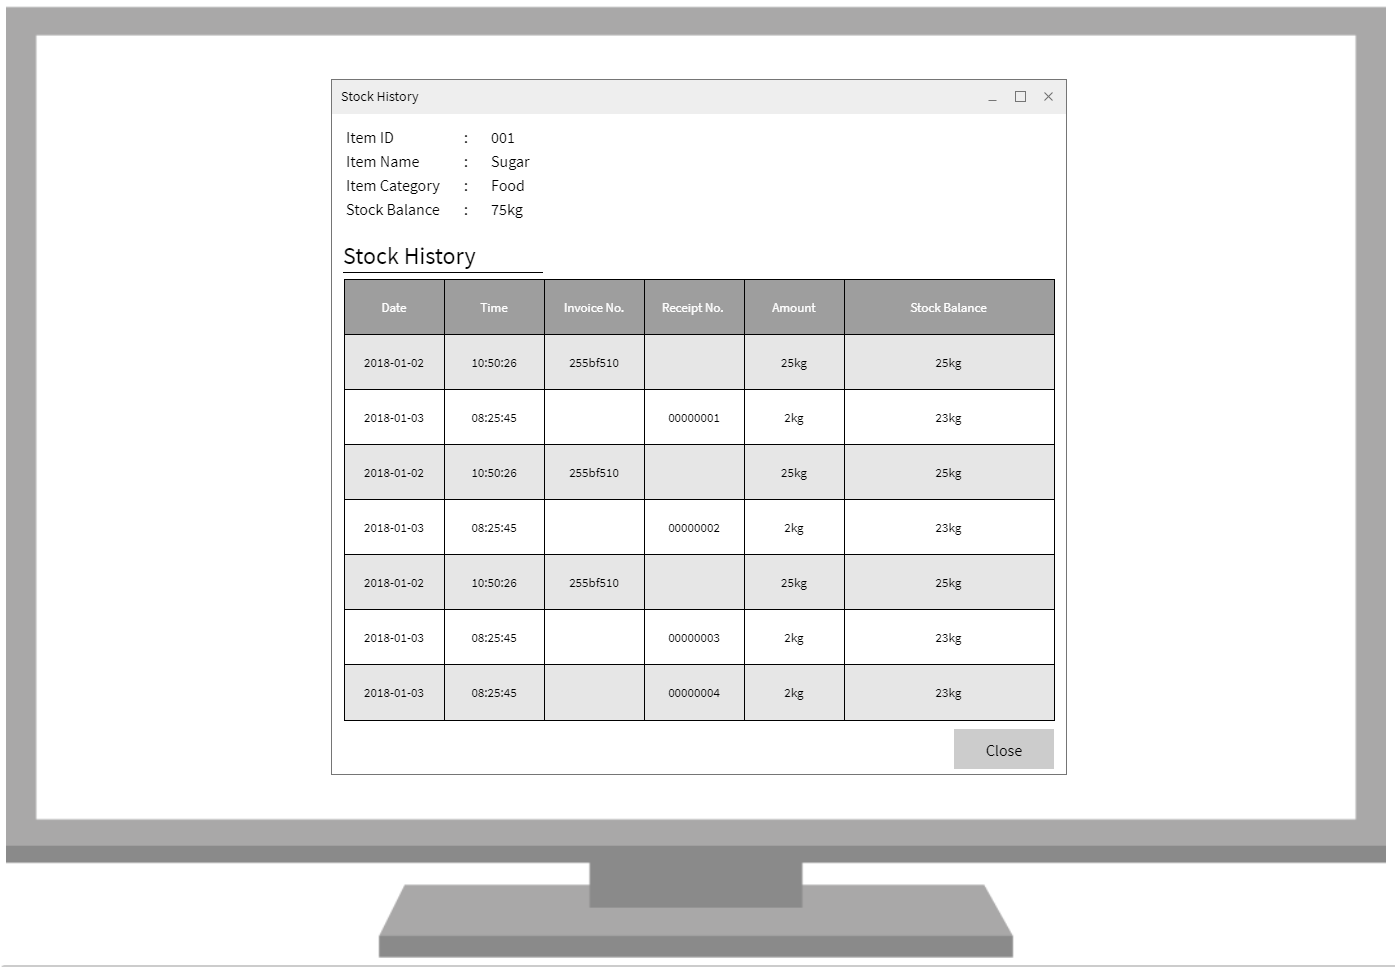 Stock History
Item ID : 001
Item Name : Sugar
Item Category : Food
Stock Balance : 75kg
Stock History
Date Time Invoice No. Receipt No. Amount Stock Balance
2018-01-02 10:50:26 255bf510 25kg 25kg
2018-01-03 08:25:45 00000001 2kg 23kg
2018-01-02 10:50:26 255bf510 25kg 25kg
2018-01-03 08:25:45 00000002 2kg 23kg
2018-01-02 10:50:26 255bf510 25kg 25kg
2018-01-03 08:25:45 00000003 2kg 23kg
2018-01-03 08:25:45 00000004 2kg 23kg
Close